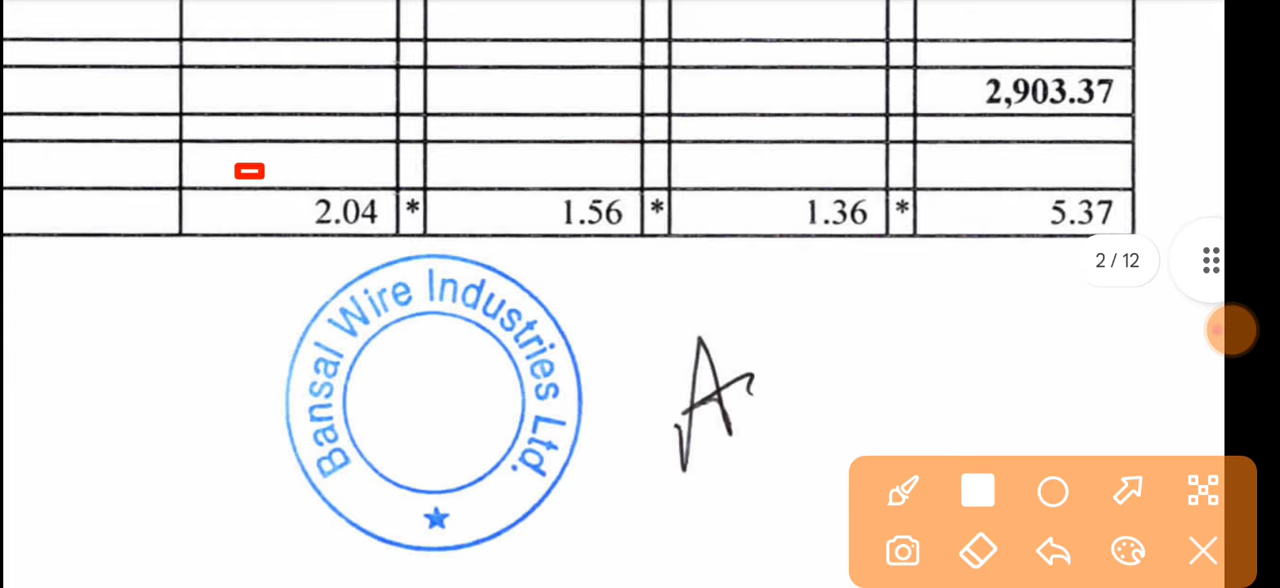 2,903.37
2.04 * 1.56 * 1.36 * 5.37
2 / 12
Bansal Wire Industries Ltd.